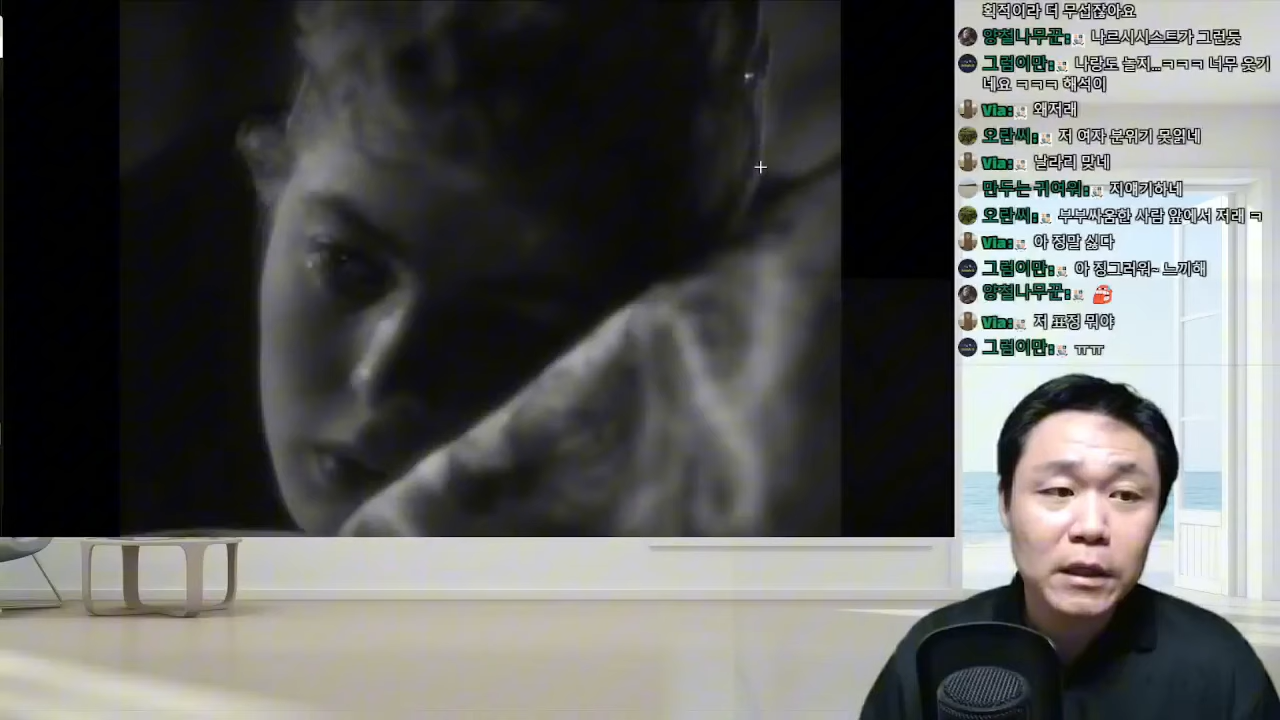 획적이라 더 무섭잖아요
양철나무꾼: 나르시시스트가 그런듯
그럼이만: 나랑도 놀지...ㅋㅋㅋ 너무 웃기
네요 ㅋㅋㅋ 해석이
Via: 왜저래
오란씨: 저 여자 분위기 못읽네
Via: 날라리 맞네
만두는 귀여워: 지얘기하네
오란씨: 부부싸움한 사람 앞에서 저래 ㅋ
Via: 아 정말 싫다
그럼이만: 아 징그러워~ 느끼해
양철나무꾼:
Via: 저 표정 뭐야
그럼이만: ㅠㅠ